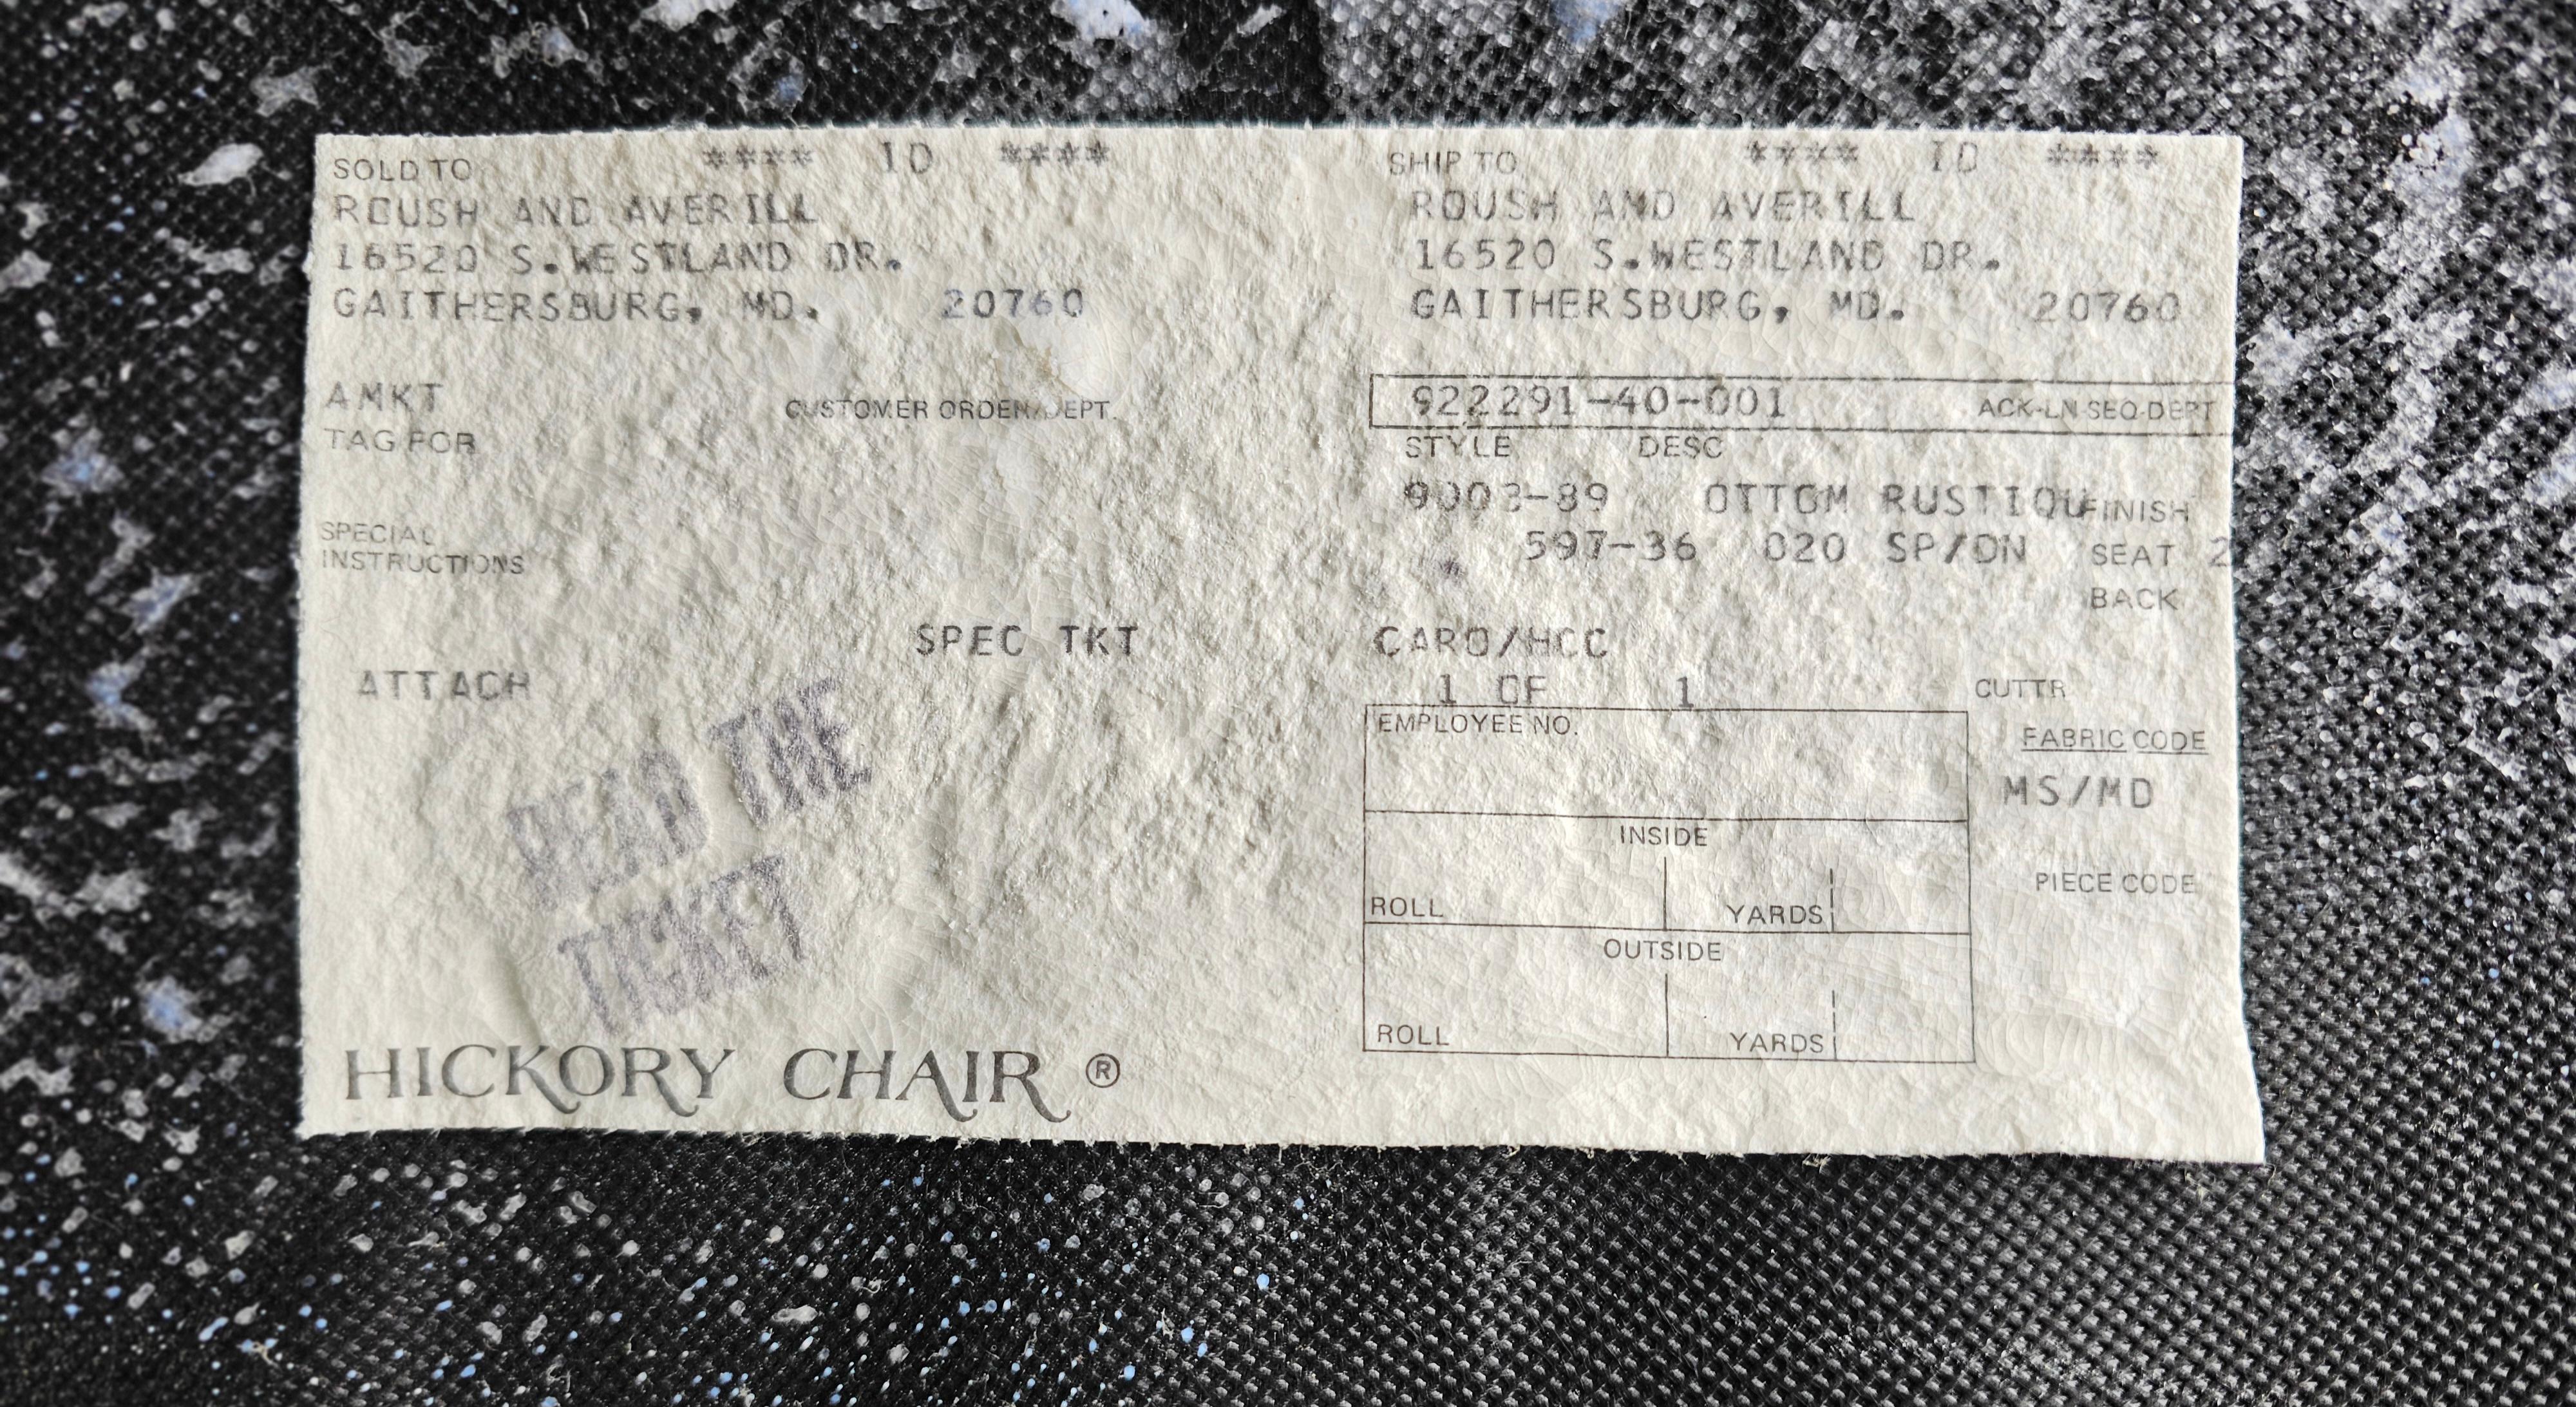 SOLD TO **** ID ****
ROUSH AND AVERILL
16520 S.WESTLAND DR.
GAITHERSBURG, MD. 20760
AMKT CUSTOMER ORDER/DEPT.
TAG FOR
SPECIAL
INSTRUCTIONS
SPEC TKT
ATTACH
READ THE
TICKET
HICKORY CHAIR ®
SHIP TO **** ID ****
ROUSH AND AVERILL
16520 S.WESTLAND DR.
GAITHERSBURG, MD. 20760
922291-40-001 ACK-LN-SEQ-DEPT
STYLE DESC
9003-89 OTTOM RUSTIQU FINISH
597-36 020 SP/DN SEAT 2
BACK
CARO/HCC
1 OF 1 CUTTR
EMPLOYEE NO.
FABRIC CODE
MS/MD
INSIDE
PIECE CODE
ROLL YARDS
OUTSIDE
ROLL YARDS